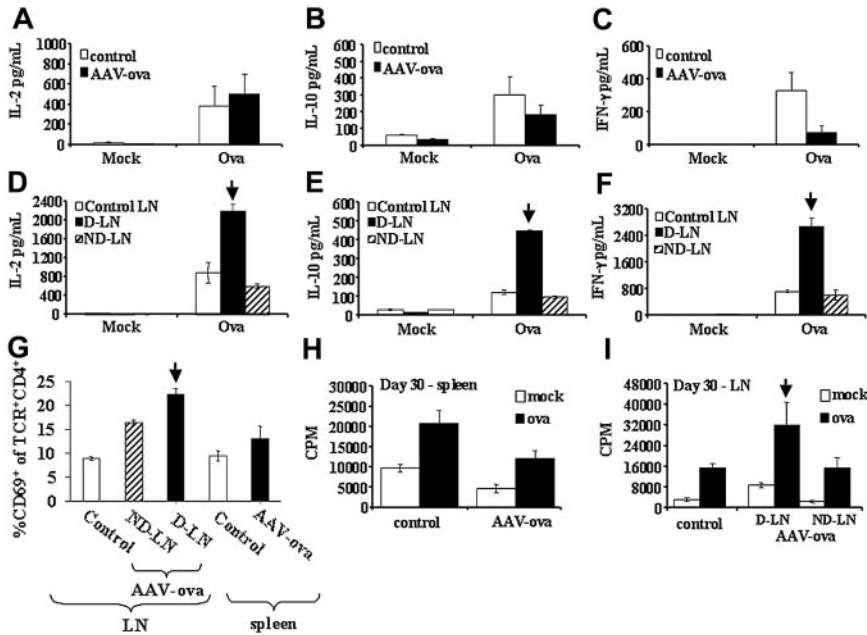 A
IL-2 pg/mL
1000
800
600
400
200
0
control
AAV-ova
Mock
Ova
B
IL-10 pg/mL
600
500
400
300
200
100
0
control
AAV-ova
Mock
Ova
C
IFN-γ pg/mL
600
400
200
0
control
AAV-ova
Mock
Ova
D
IL-2 pg/mL
2400
2000
1600
1200
800
400
0
Control LN
D-LN
ND-LN
Mock
Ova
E
IL-10 pg/mL
600
500
400
300
200
100
0
Control LN
D-LN
ND-LN
Mock
Ova
F
IFN-γ pg/mL
3200
2400
1600
800
0
Control LN
D-LN
ND-LN
Mock
Ova
G
%CD69+ of TCR+CD4+
25
20
15
10
5
0
Control
ND-LN
D-LN
Control
AAV-ova
AAV-ova
LN
spleen
H
Day 30 - spleen
CPM
30000
25000
20000
15000
10000
5000
0
mock
ova
control
AAV-ova
I
Day 30 - LN
CPM
48000
40000
32000
24000
16000
8000
0
mock
ova
control
D-LN
ND-LN
AAV-ova